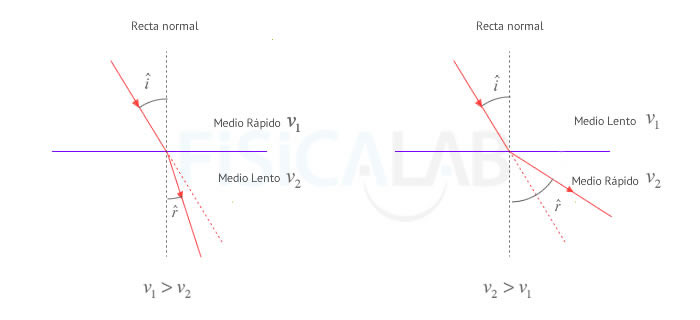 Recta normal
î
Medio Rápido v₁
Medio Lento v₂
r̂
v₁ > v₂
Recta normal
î
Medio Lento v₁
Medio Rápido v₂
r̂
v₂ > v₁
FISICALAB